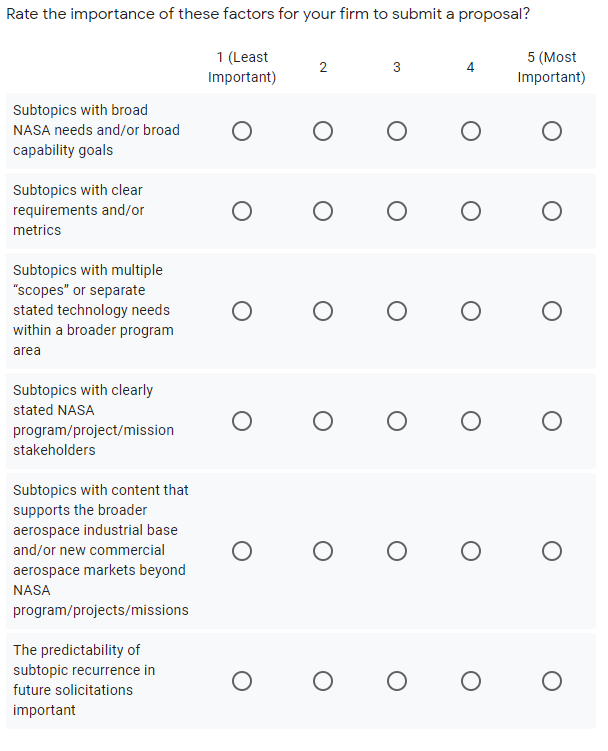 Rate the importance of these factors for your firm to submit a proposal?
1 (Least
Important)
2
3
4
5 (Most
Important)
Subtopics with broad
NASA needs and/or broad
capability goals
Subtopics with clear
requirements and/or
metrics
Subtopics with multiple
“scopes” or separate
stated technology needs
within a broader program
area
Subtopics with clearly
stated NASA
program/project/mission
stakeholders
Subtopics with content that
supports the broader
aerospace industrial base
and/or new commercial
aerospace markets beyond
NASA
program/projects/missions
The predictability of
subtopic recurrence in
future solicitations
important